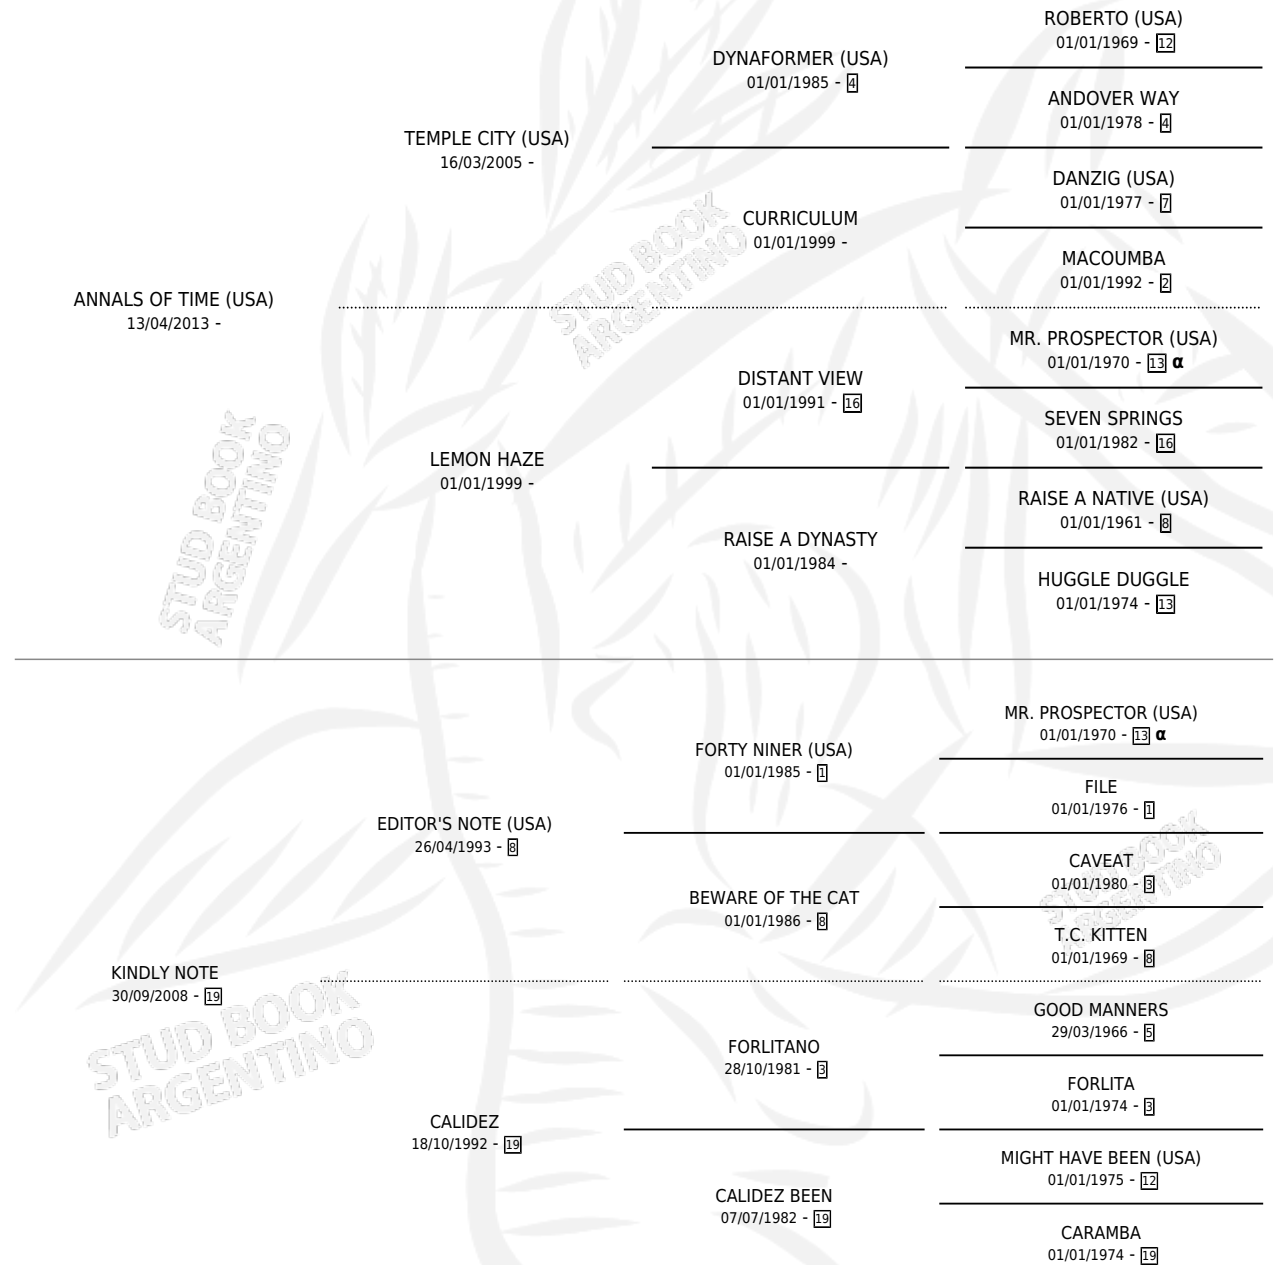 ROBERTO (USA)
01/01/1969 - 12
DYNAFORMER (USA)
01/01/1985 - 4
ANDOVER WAY
01/01/1978 - 4
TEMPLE CITY (USA)
16/03/2005 -
DANZIG (USA)
01/01/1977 - 7
CURRICULUM
01/01/1999 -
MACOUMBA
01/01/1992 - 2
ANNALS OF TIME (USA)
13/04/2013 -
MR. PROSPECTOR (USA)
01/01/1970 - 13 α
DISTANT VIEW
01/01/1991 - 16
SEVEN SPRINGS
01/01/1982 - 16
LEMON HAZE
01/01/1999 -
RAISE A NATIVE (USA)
01/01/1961 - 8
RAISE A DYNASTY
01/01/1984 -
HUGGLE DUGGLE
01/01/1974 - 13
MR. PROSPECTOR (USA)
01/01/1970 - 13 α
FORTY NINER (USA)
01/01/1985 - 1
FILE
01/01/1976 - 1
EDITOR'S NOTE (USA)
26/04/1993 - 8
CAVEAT
01/01/1980 - 3
BEWARE OF THE CAT
01/01/1986 - 8
T.C. KITTEN
01/01/1969 - 8
KINDLY NOTE
30/09/2008 - 19
GOOD MANNERS
29/03/1966 - 5
FORLITANO
28/10/1981 - 3
FORLITA
01/01/1974 - 3
CALIDEZ
18/10/1992 - 19
MIGHT HAVE BEEN (USA)
01/01/1975 - 12
CALIDEZ BEEN
07/07/1982 - 19
CARAMBA
01/01/1974 - 19
STUD BOOK
ARGENTINO
STUD BOOK
ARGENTINO
STUD BOOK
ARGENTINO
STUD BOOK
ARGENTINO